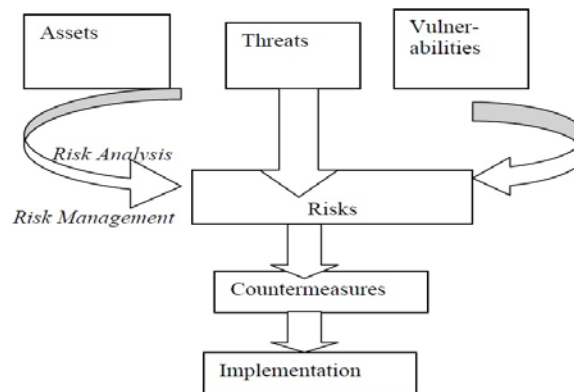 Assets
Threats
Vulner-
abilities
Risk Analysis
Risk Management
Risks
Countermeasures
Implementation